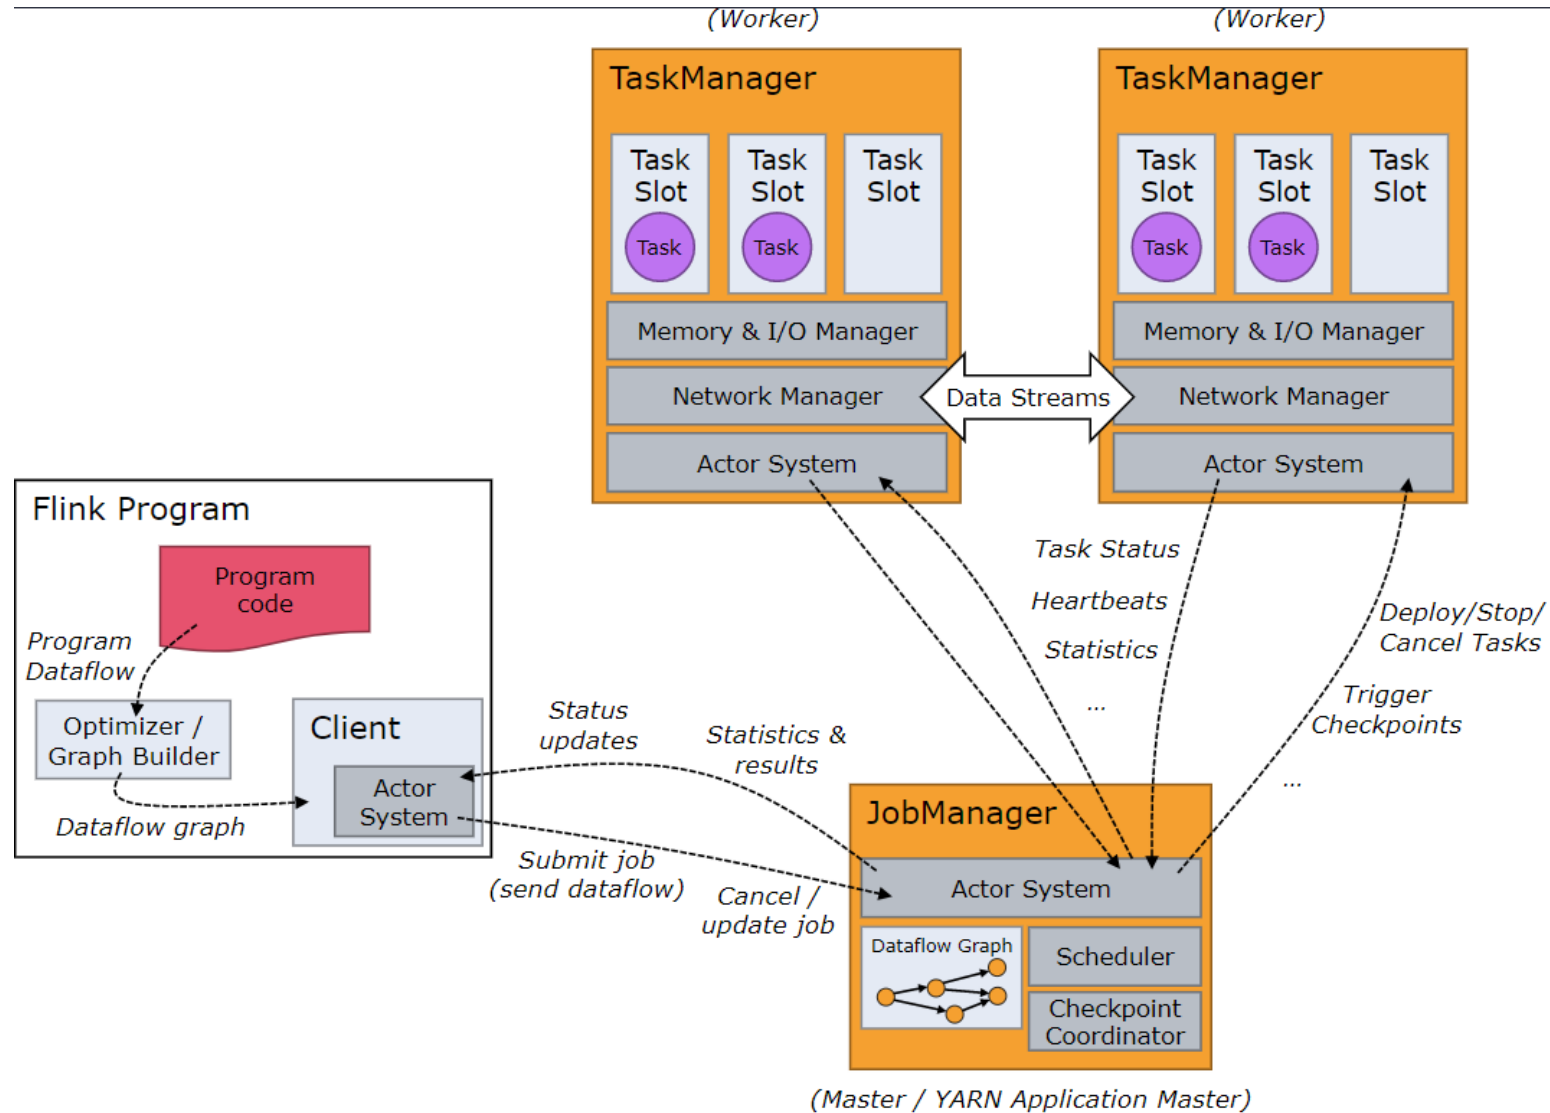 (Worker)
(Worker)
TaskManager
Task
Slot
Task
Task
Slot
Task
Task
Slot
Memory & I/O Manager
Network Manager
Actor System
TaskManager
Task
Slot
Task
Task
Slot
Task
Task
Slot
Memory & I/O Manager
Network Manager
Actor System
Data Streams
Flink Program
Program
code
Program
Dataflow
Optimizer /
Graph Builder
Dataflow graph
Client
Actor
System
Status
updates
Statistics &
results
Submit job
(send dataflow)
Cancel /
update job
Task Status
Heartbeats
Statistics
...
Deploy/Stop/
Cancel Tasks
Trigger
Checkpoints
...
JobManager
Actor System
Dataflow Graph
Scheduler
Checkpoint
Coordinator
(Master / YARN Application Master)